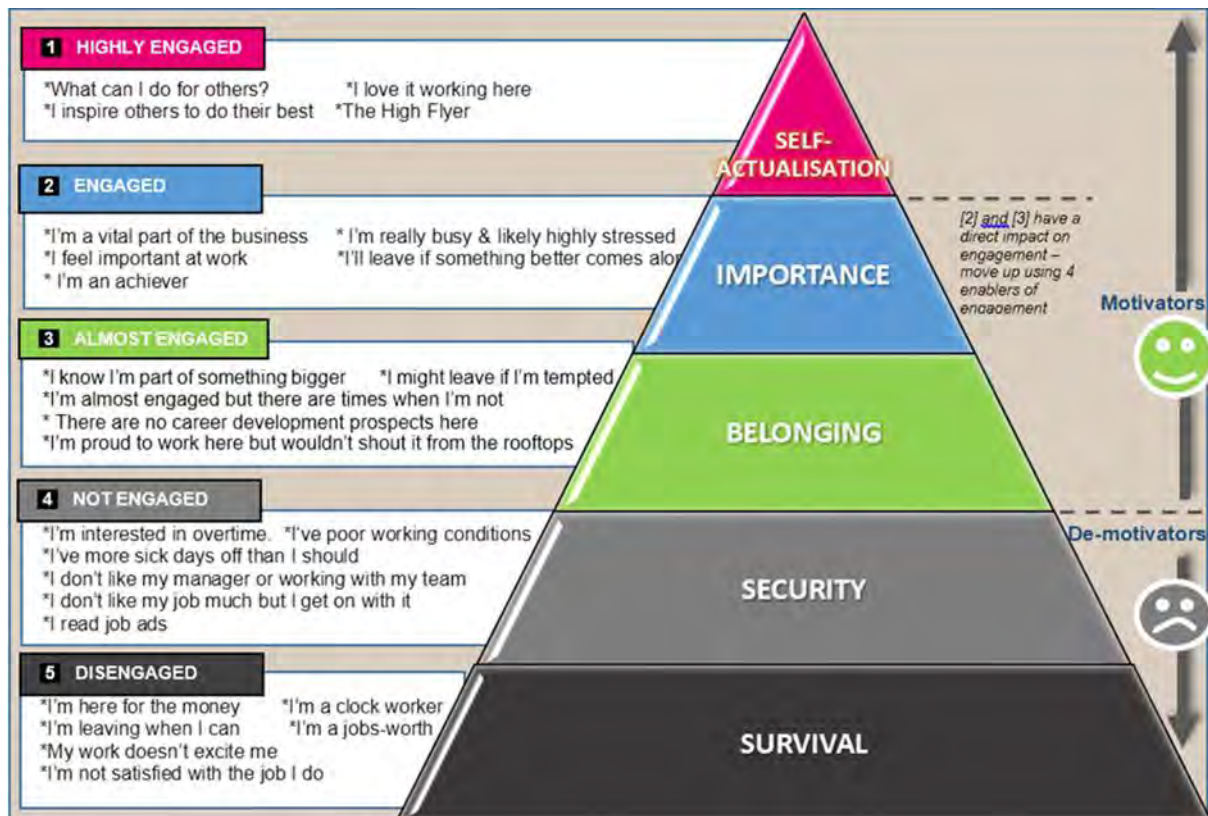 1 HIGHLY ENGAGED
*What can I do for others? *I love it working here
*I inspire others to do their best *The High Flyer
SELF-
ACTUALISATION
2 ENGAGED
*I'm a vital part of the business * I'm really busy & likely highly stressed
*I feel important at work *I'll leave if something better comes alon
* I'm an achiever
IMPORTANCE
[2] and [3] have a
direct impact on
engagement –
move up using 4
enablers of
engagement
Motivators
3 ALMOST ENGAGED
*I know I'm part of something bigger *I might leave if I'm tempted
*I'm almost engaged but there are times when I'm not
* There are no career development prospects here
*I'm proud to work here but wouldn't shout it from the rooftops
BELONGING
4 NOT ENGAGED
*I'm interested in overtime. *I've poor working conditions
*I've more sick days off than I should
*I don't like my manager or working with my team
*I don't like my job much but I get on with it
*I read job ads
De-motivators
SECURITY
5 DISENGAGED
*I'm here for the money *I'm a clock worker
*I'm leaving when I can *I'm a jobs-worth
*My work doesn't excite me
*I'm not satisfied with the job I do
SURVIVAL